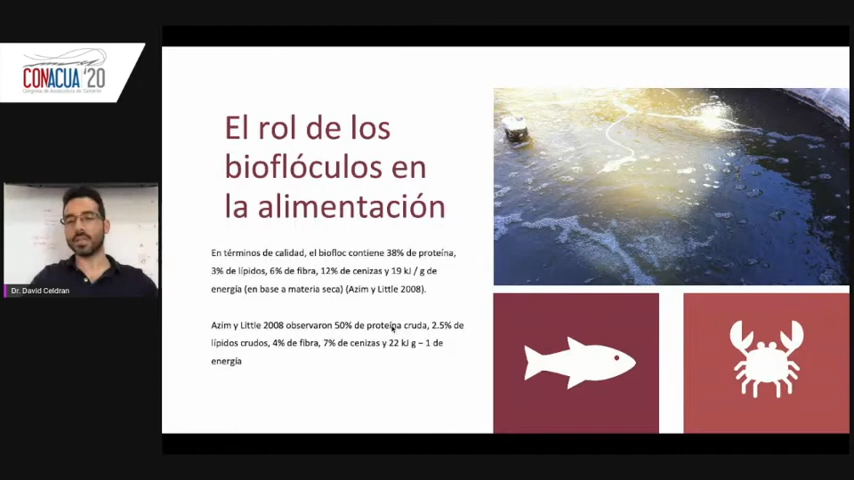 CONACUA '20
Congreso de Acuicultura de Camarón
El rol de los
bioflóculos en
la alimentación
En términos de calidad, el biofloc contiene 38% de proteína,
3% de lípidos, 6% de fibra, 12% de cenizas y 19 kJ / g de
energía (en base a materia seca) (Azim y Little 2008).
Azim y Little 2008 observaron 50% de proteína cruda, 2.5% de
lípidos crudos, 4% de fibra, 7% de cenizas y 22 kJ g – 1 de
energía
Dr. David Celdran